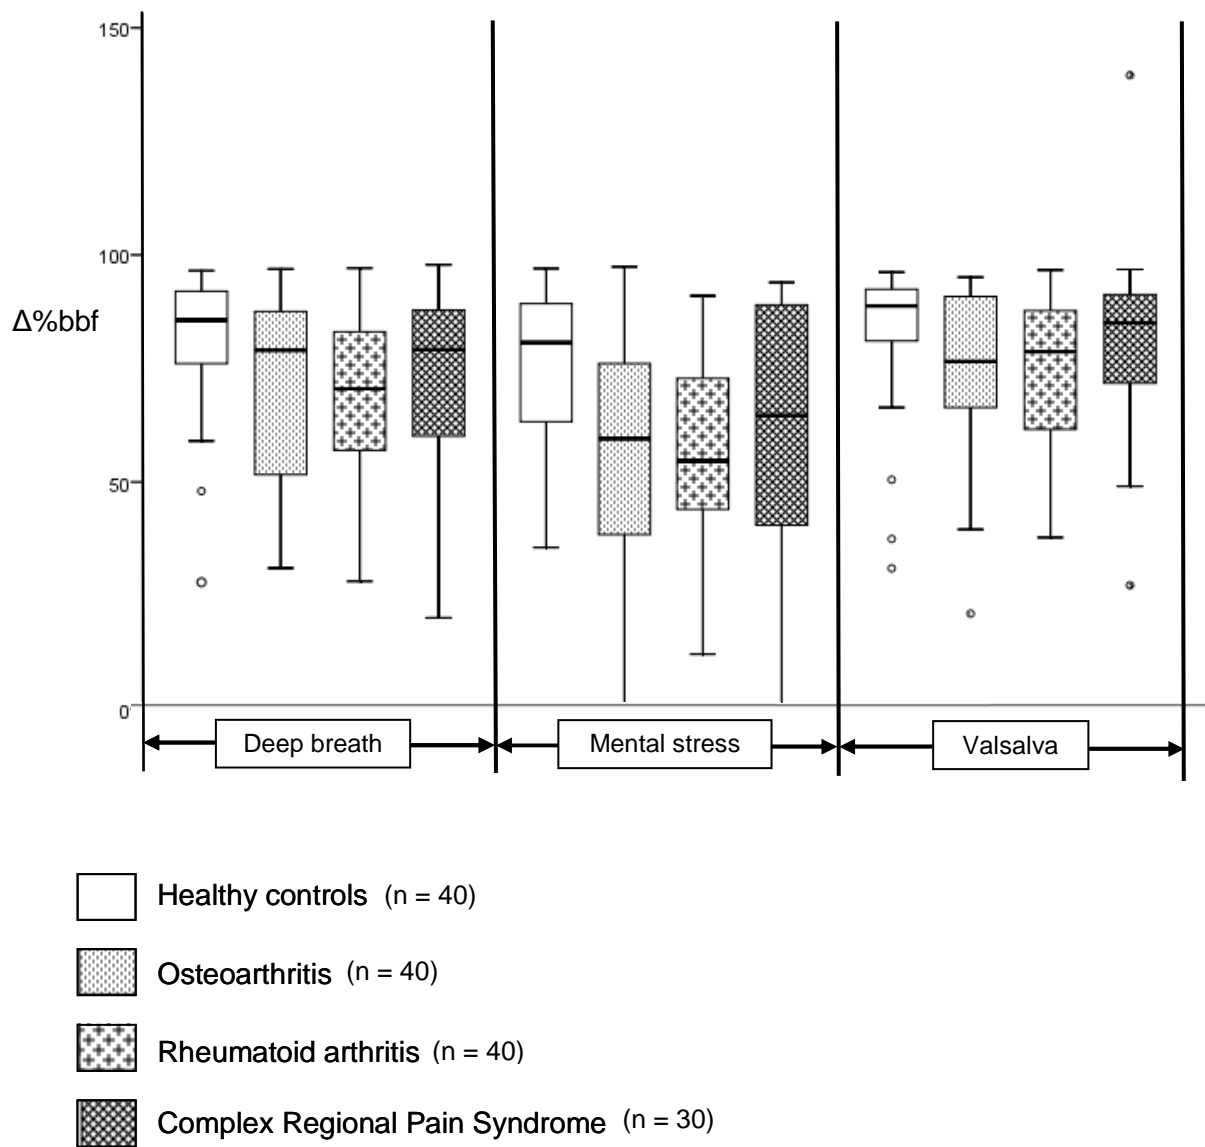 150
100
Δ%bbf
50
0
Deep breath
Mental stress
Valsalva
Healthy controls (n = 40)
Osteoarthritis (n = 40)
Rheumatoid arthritis (n = 40)
Complex Regional Pain Syndrome (n = 30)